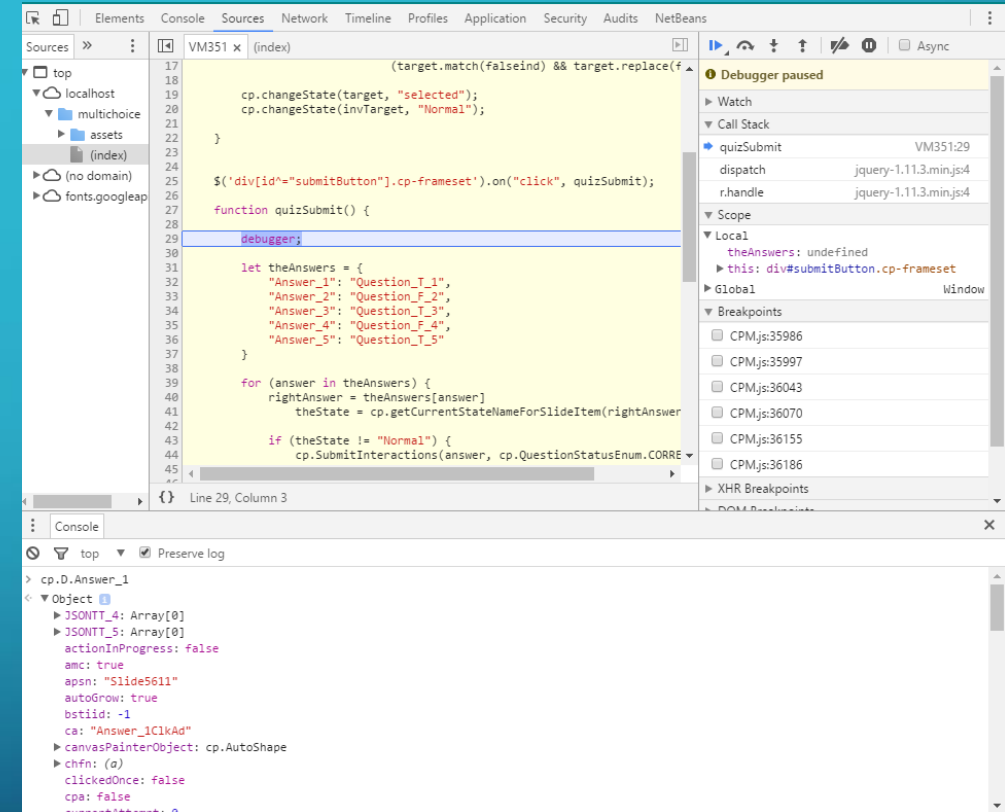 Elements Console Sources Network Timeline Profiles Application Security Audits NetBeans
Sources » VM351 × (index) Async
top
localhost
multichoice
assets
(index)
(no domain)
fonts.googleap
17 (target.match(falseind) && target.replace(f
18
19 cp.changeState(target, "selected");
20 cp.changeState(invTarget, "Normal");
21
22 }
23
24
25 $('div[id^="submitButton"].cp-frameset').on("click", quizSubmit);
26
27 function quizSubmit() {
28
29 debugger;
30
31 let theAnswers = {
32 "Answer_1": "Question_T_1",
33 "Answer_2": "Question_F_2",
34 "Answer_3": "Question_T_3",
35 "Answer_4": "Question_F_4",
36 "Answer_5": "Question_T_5"
37 }
38
39 for (answer in theAnswers) {
40 rightAnswer = theAnswers[answer]
41 theState = cp.getCurrentStateNameForSlideItem(rightAnswer
42
43 if (theState != "Normal") {
44 cp.SubmitInteractions(answer, cp.QuestionStatusEnum.CORRE
45
{} Line 29, Column 3
Debugger paused
Watch
Call Stack
quizSubmit VM351:29
dispatch jquery-1.11.3.min.js:4
r.handle jquery-1.11.3.min.js:4
Scope
Local
theAnswers: undefined
this: div#submitButton.cp-frameset
Global Window
Breakpoints
CPM.js:35986
CPM.js:35997
CPM.js:36043
CPM.js:36070
CPM.js:36155
CPM.js:36186
XHR Breakpoints
DOM Breakpoints
Console
top Preserve log
> cp.D.Answer_1
Object
JSONTT_4: Array[0]
JSONTT_5: Array[0]
actionInProgress: false
amc: true
apsn: "Slide5611"
autoGrow: true
bstiid: -1
ca: "Answer_1ClkAd"
canvasPainterObject: cp.AutoShape
chfn: (a)
clickedOnce: false
cpa: false
currentAttempt: 0